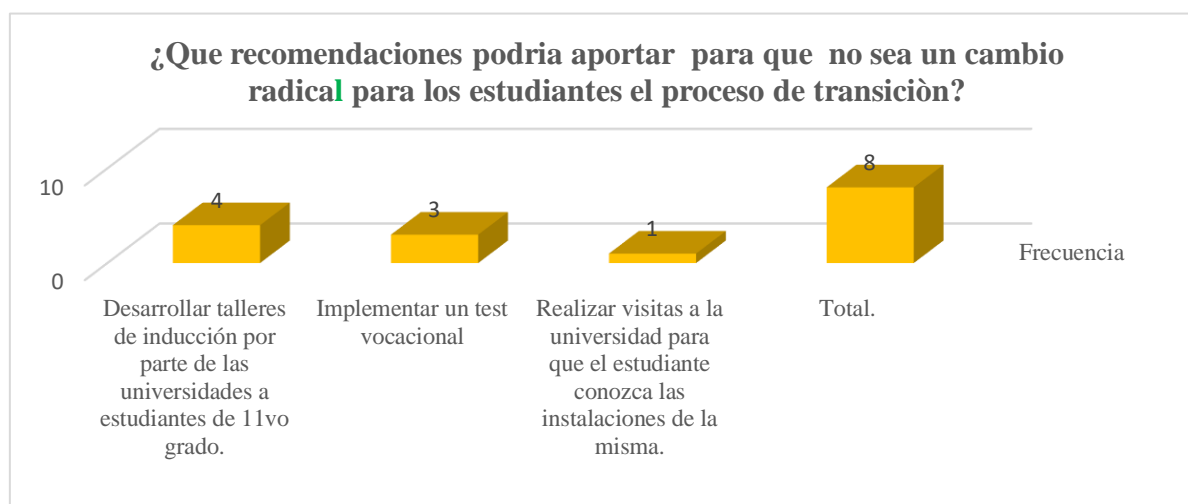 ¿Que recomendaciones podria aportar para que no sea un cambio
radical para los estudiantes el proceso de transiciòn?
10
0
4
3
1
8
Frecuencia
Desarrollar talleres
de inducción por
parte de las
universidades a
estudiantes de 11vo
grado.
Implementar un test
vocacional
Realizar visitas a la
universidad para
que el estudiante
conozca las
instalaciones de la
misma.
Total.